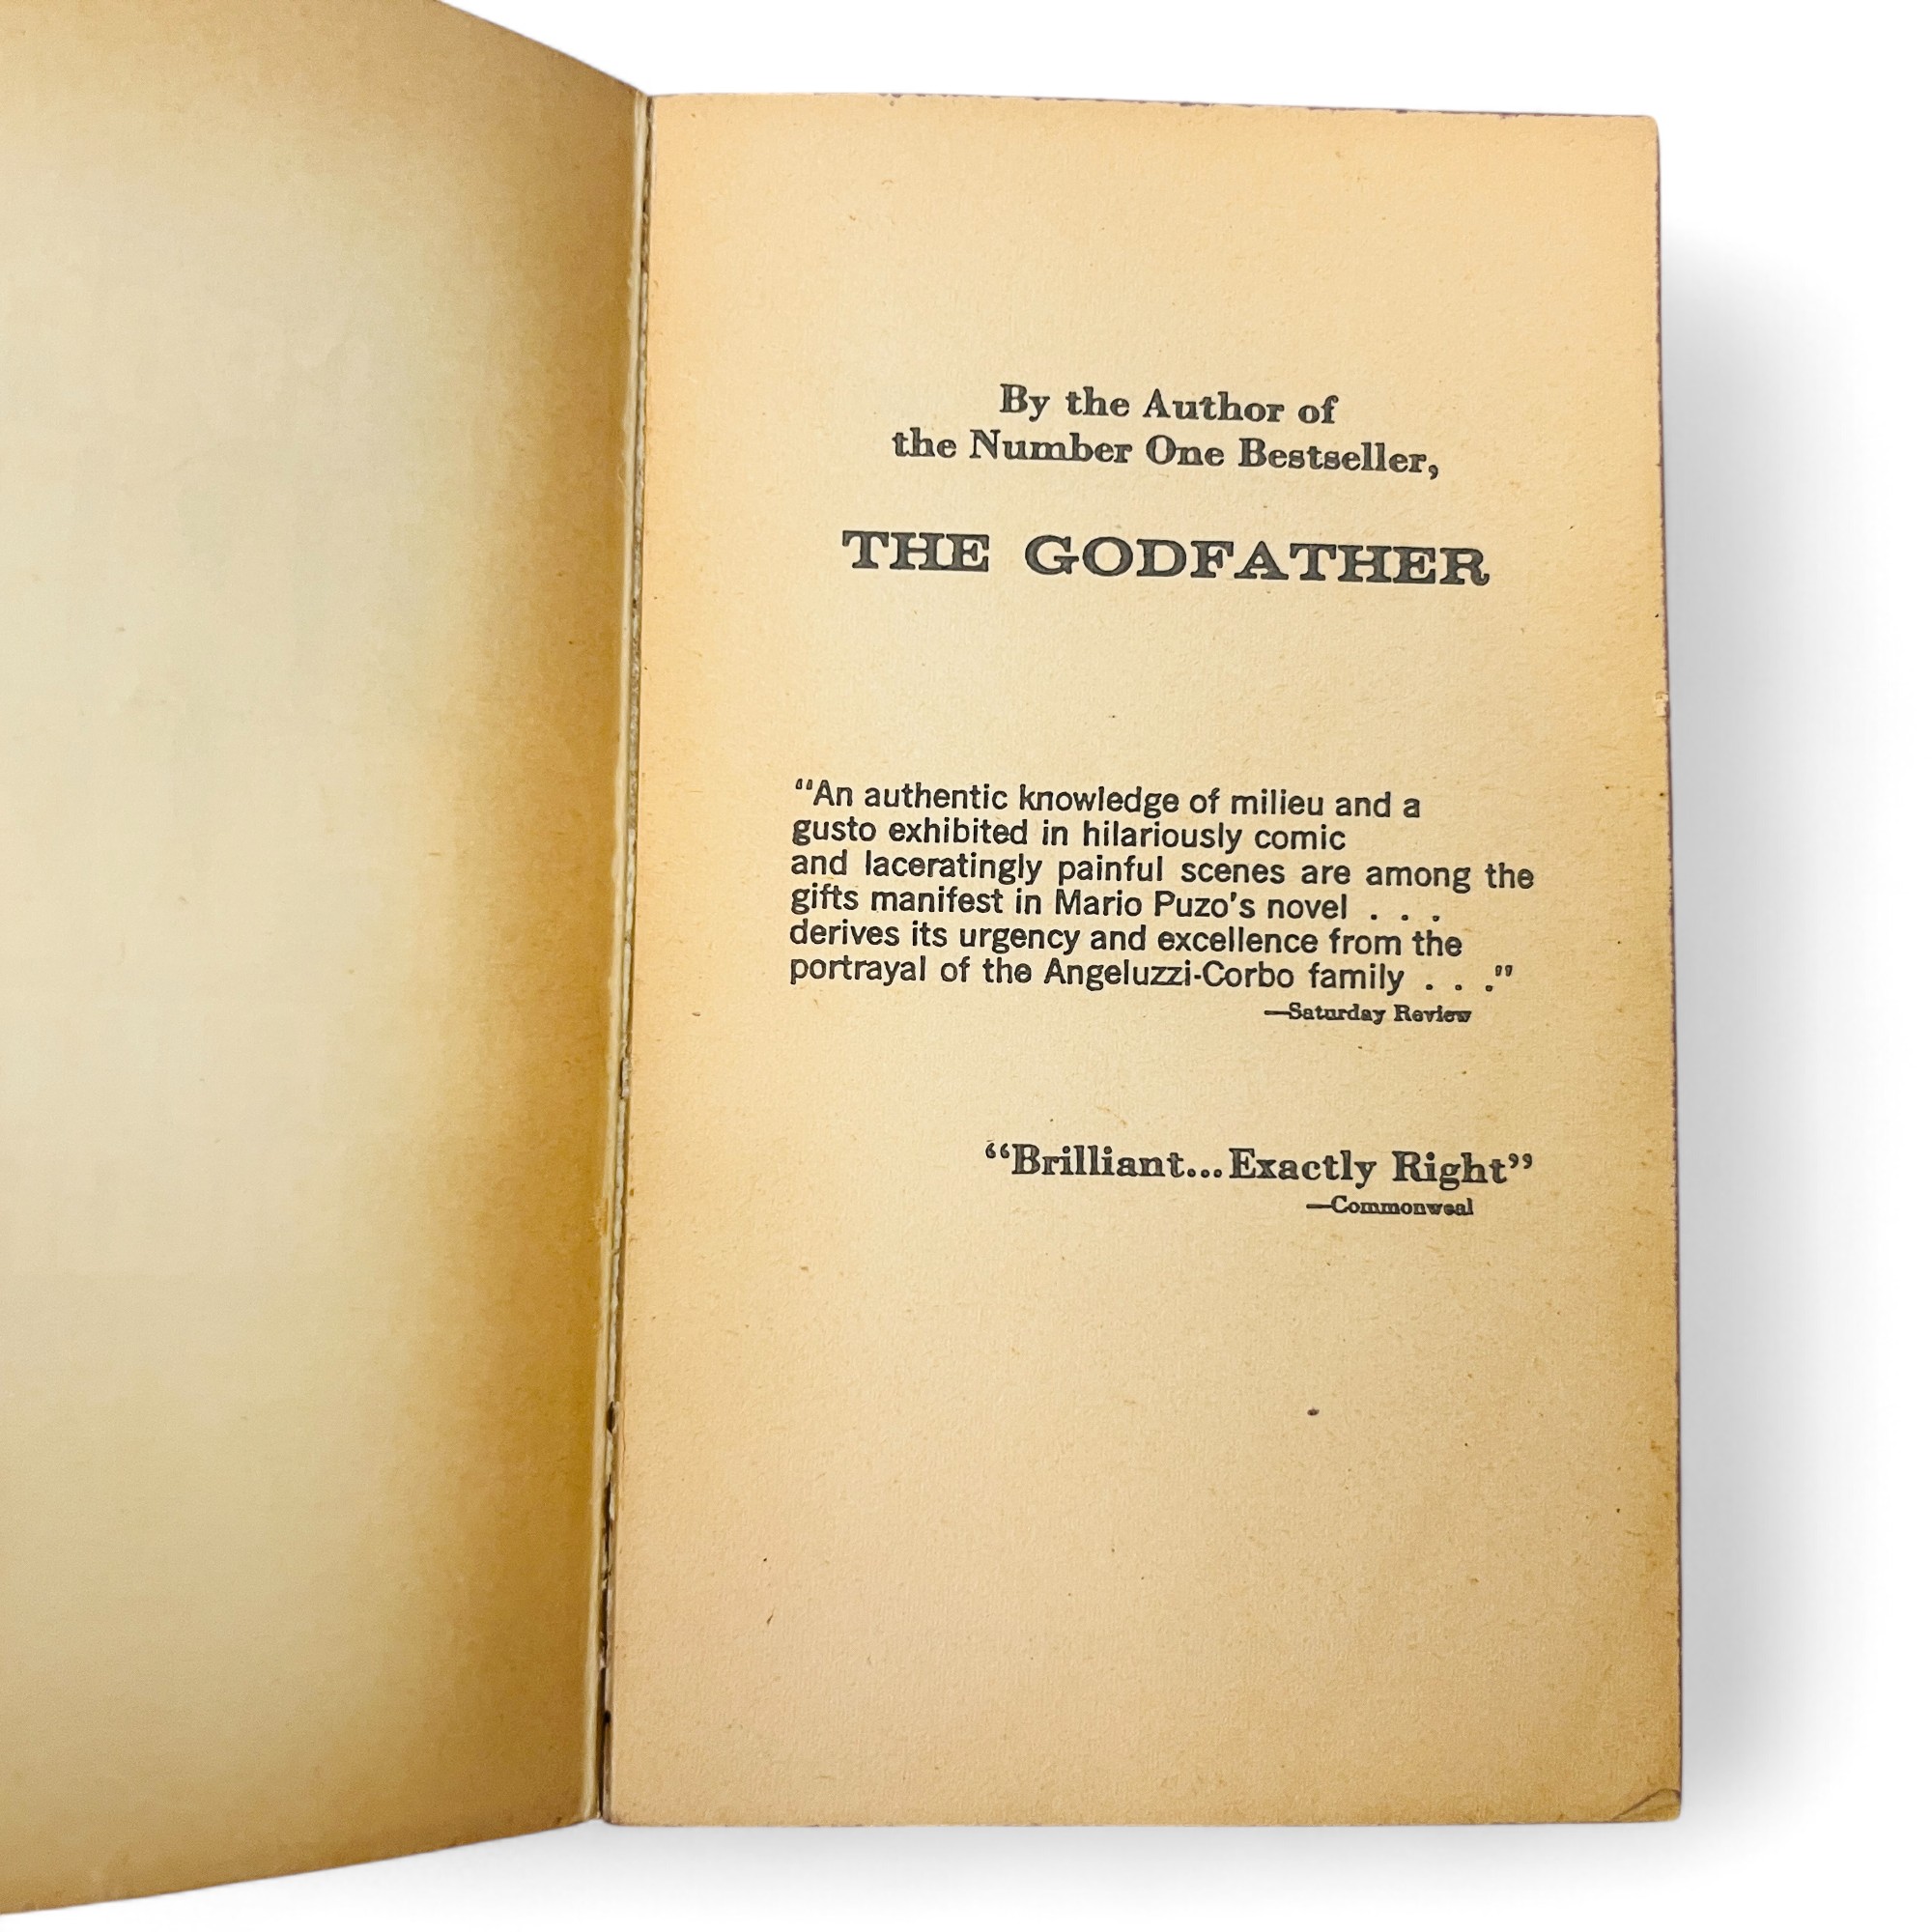 By the Author of
the Number One Bestseller,
THE GODFATHER
“An authentic knowledge of milieu and a
gusto exhibited in hilariously comic
and laceratingly painful scenes are among the
gifts manifest in Mario Puzo's novel . . .
derives its urgency and excellence from the
portrayal of the Angeluzzi-Corbo family . . .”
—Saturday Review
“Brilliant...Exactly Right”
—Commonweal